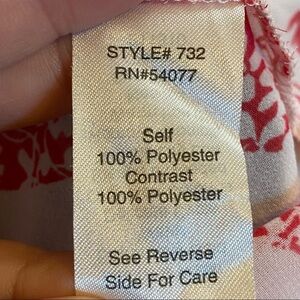 STYLE# 732
RN#54077
Self
100% Polyester
Contrast
100% Polyester
See Reverse
Side For Care